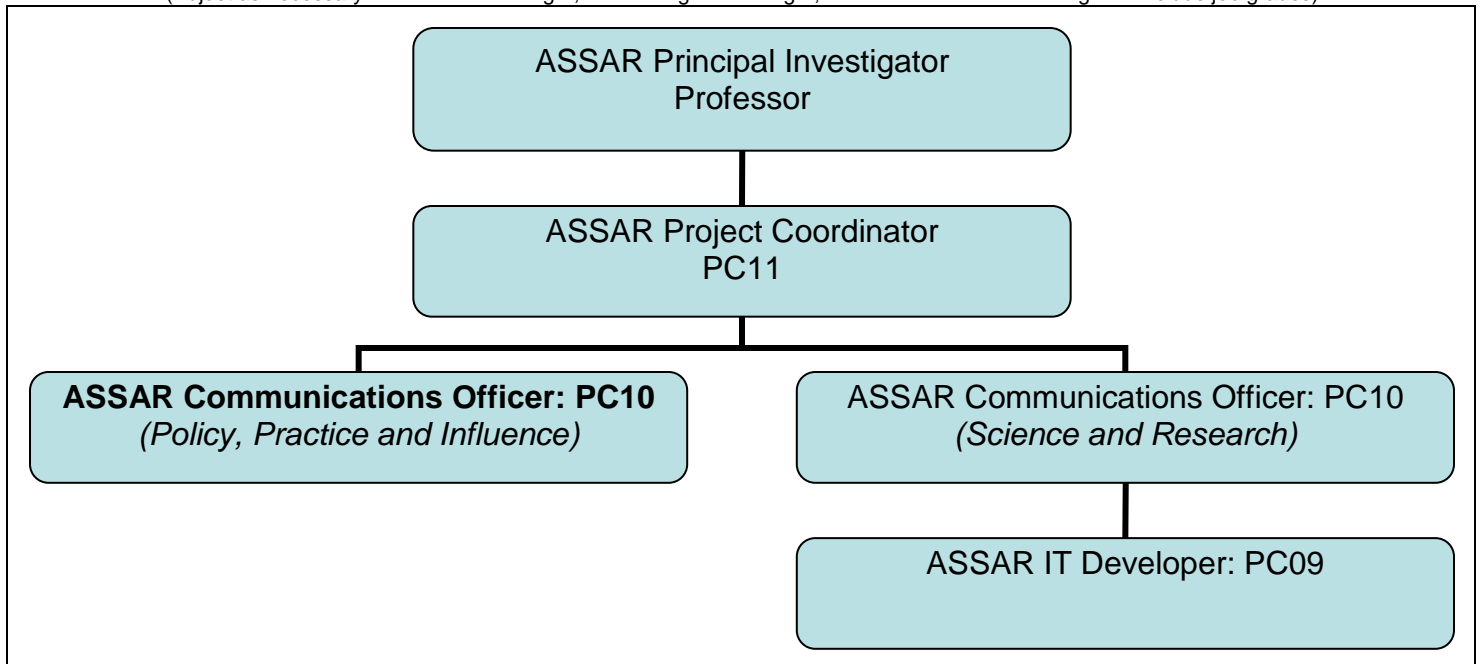 ASSAR Principal Investigator
Professor
ASSAR Project Coordinator
PC11
ASSAR Communications Officer: PC10
(Policy, Practice and Influence)
ASSAR Communications Officer: PC10
(Science and Research)
ASSAR IT Developer: PC09